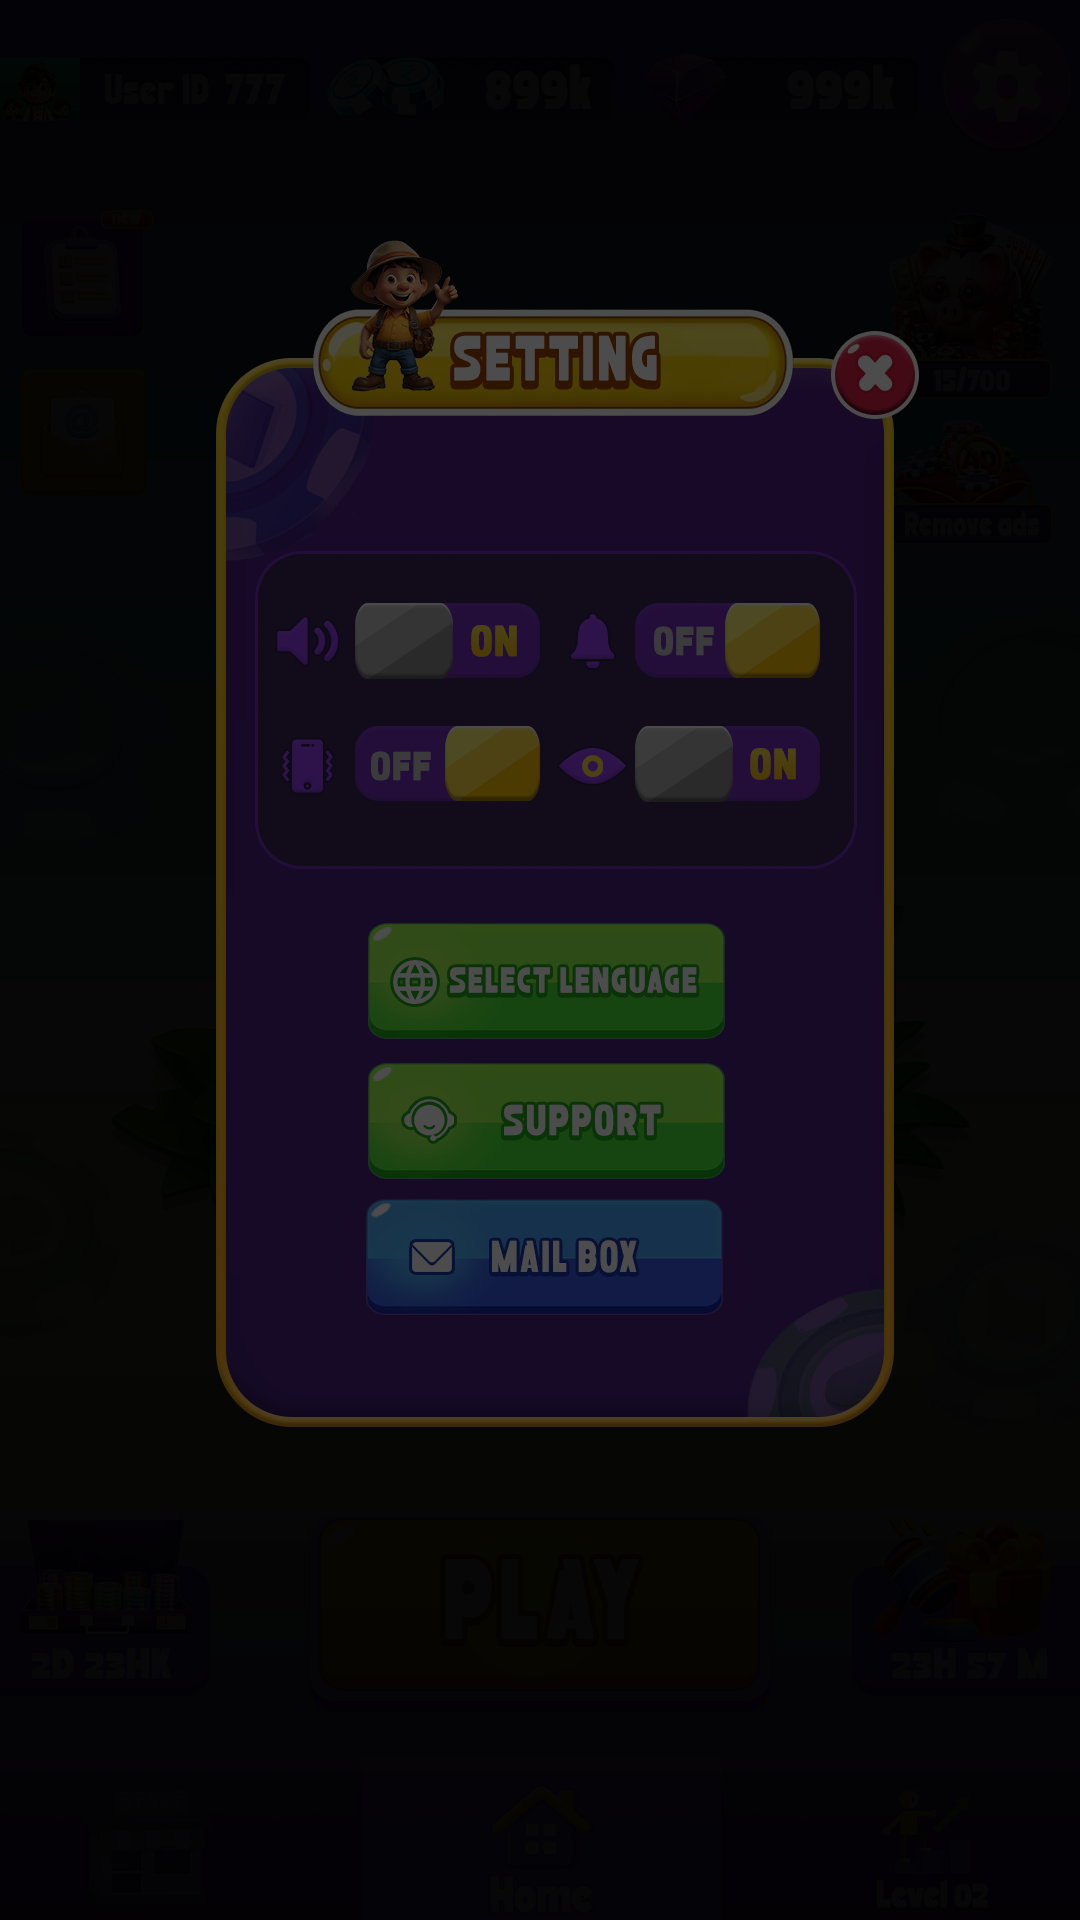 User ID 777
899k
999k
SETTING
15/700
Remove ads
ON
OFF
OFF
ON
SELECT LENGUAGE
SUPPORT
MAIL BOX
PLAY
2D 23HK
23H 57 M
Home
Level 02